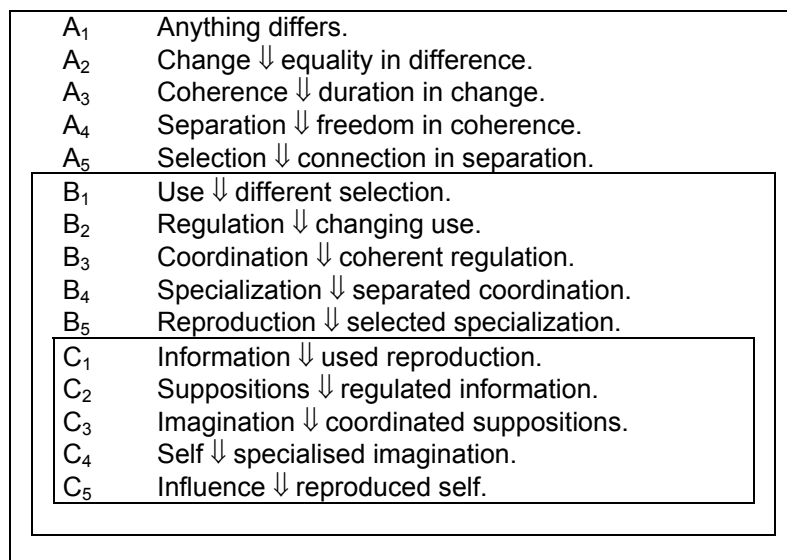 A₁ Anything differs.
A₂ Change ⇓ equality in difference.
A₃ Coherence ⇓ duration in change.
A₄ Separation ⇓ freedom in coherence.
A₅ Selection ⇓ connection in separation.
B₁ Use ⇓ different selection.
B₂ Regulation ⇓ changing use.
B₃ Coordination ⇓ coherent regulation.
B₄ Specialization ⇓ separated coordination.
B₅ Reproduction ⇓ selected specialization.
C₁ Information ⇓ used reproduction.
C₂ Suppositions ⇓ regulated information.
C₃ Imagination ⇓ coordinated suppositions.
C₄ Self ⇓ specialised imagination.
C₅ Influence ⇓ reproduced self.